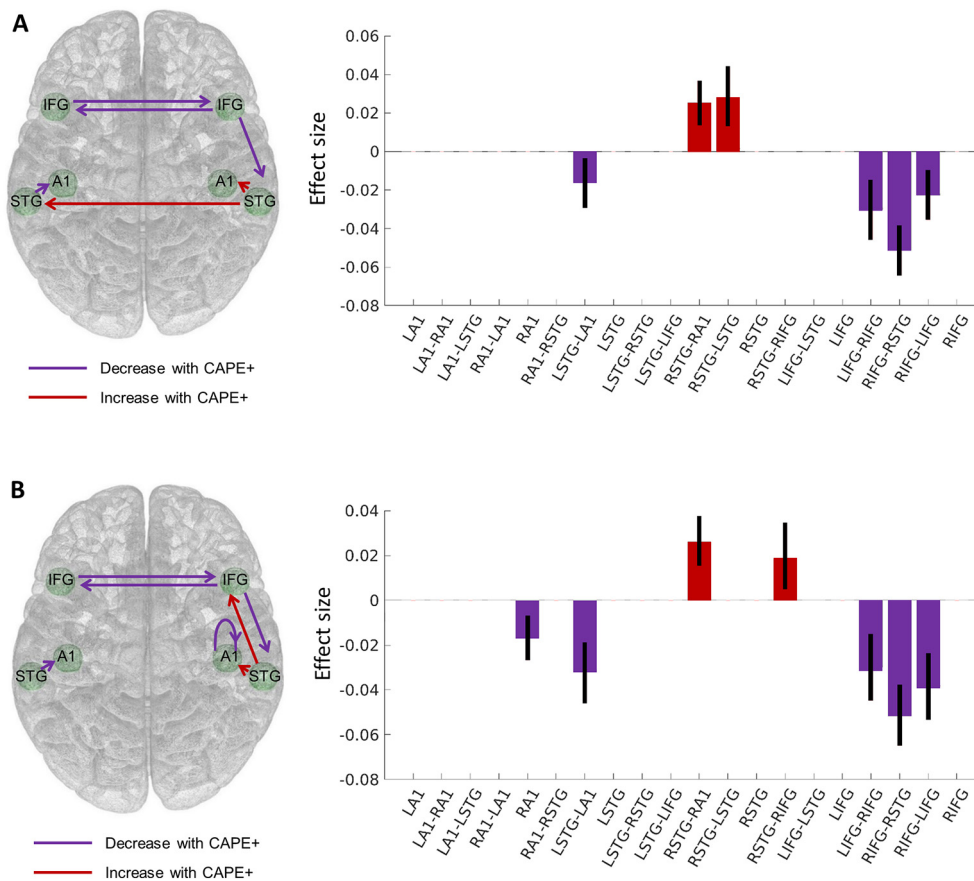 A
IFG
IFG
A1
A1
STG
STG
Decrease with CAPE+
Increase with CAPE+
Effect size
0.06
0.04
0.02
0
-0.02
-0.04
-0.06
-0.08
LA1
LA1-RA1
LA1-LSTG
RA1-LA1
RA1
RA1-RSTG
LSTG-LA1
LSTG
LSTG-RSTG
LSTG-LIFG
RSTG-RA1
RSTG-LSTG
RSTG
RSTG-RIFG
LIFG-LSTG
LIFG
LIFG-RIFG
RIFG-RSTG
RIFG-LIFG
RIFG
B
IFG
IFG
A1
A1
STG
STG
Decrease with CAPE+
Increase with CAPE+
Effect size
0.04
0.02
0
-0.02
-0.04
-0.06
-0.08
LA1
LA1-RA1
LA1-LSTG
RA1-LA1
RA1
RA1-RSTG
LSTG-LA1
LSTG
LSTG-RSTG
LSTG-LIFG
RSTG-RA1
RSTG-LSTG
RSTG
RSTG-RIFG
LIFG-LSTG
LIFG
LIFG-RIFG
RIFG-RSTG
RIFG-LIFG
RIFG